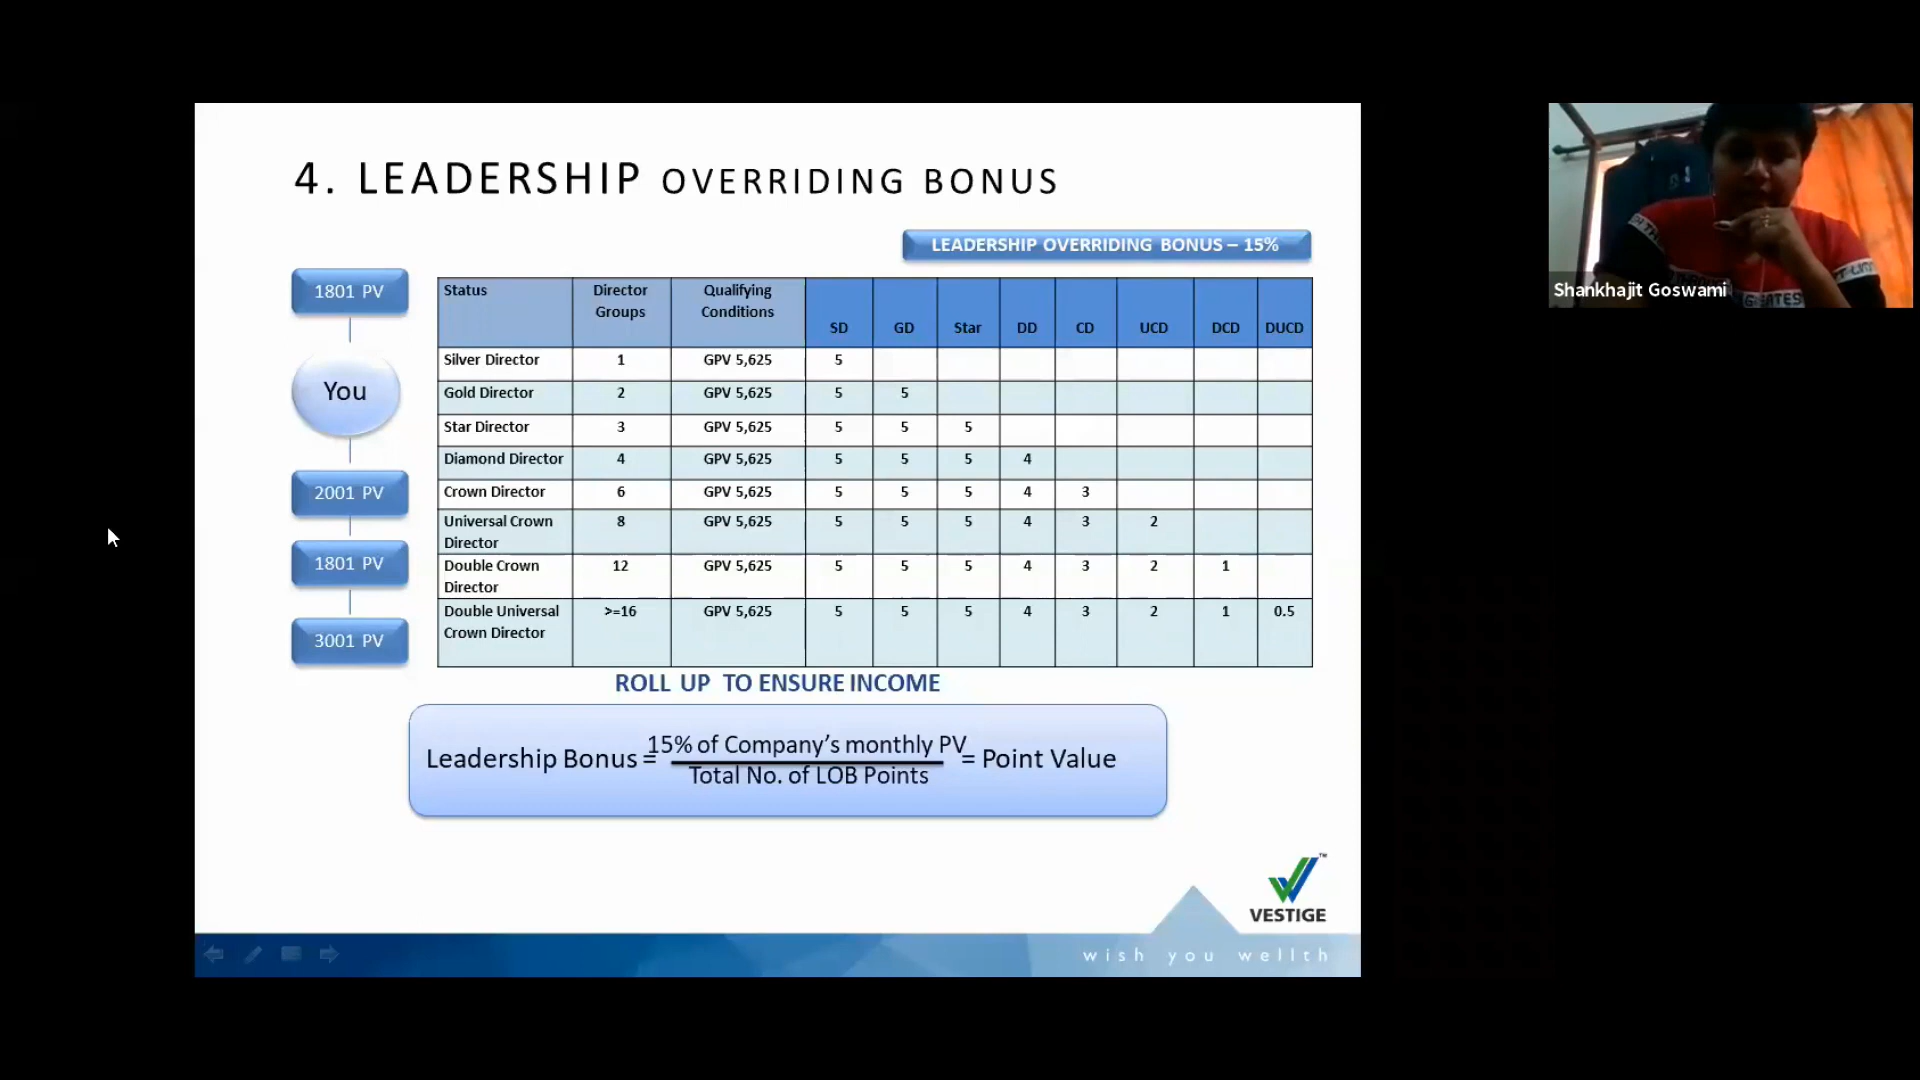 4. LEADERSHIP OVERRIDING BONUS
LEADERSHIP OVERRIDING BONUS – 15%
1801 PV
You
2001 PV
1801 PV
3001 PV
Status Director Groups Qualifying Conditions SD GD Star DD CD UCD DCD DUCD
Silver Director 1 GPV 5,625 5
Gold Director 2 GPV 5,625 5 5
Star Director 3 GPV 5,625 5 5 5
Diamond Director 4 GPV 5,625 5 5 5 4
Crown Director 6 GPV 5,625 5 5 5 4 3
Universal Crown Director 8 GPV 5,625 5 5 5 4 3 2
Double Crown Director 12 GPV 5,625 5 5 5 4 3 2 1
Double Universal Crown Director >=16 GPV 5,625 5 5 5 4 3 2 1 0.5
ROLL UP TO ENSURE INCOME
15% of Company's monthly PV
Leadership Bonus = = Point Value
Total No. of LOB Points
VESTIGE
TM
wish you wellth
Shankhajit Goswami